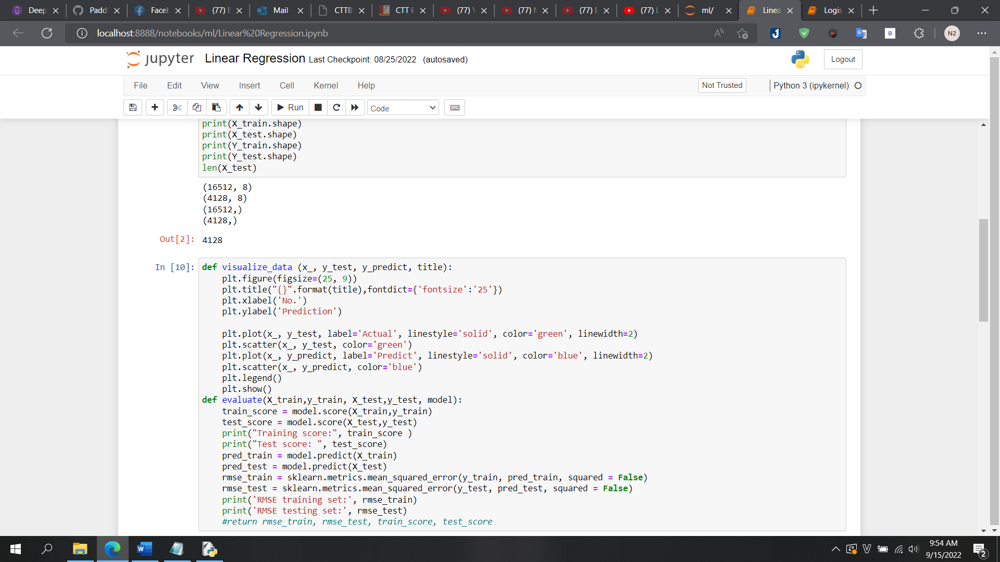 Deep
Padd
Faceb
(77) E
Mail -
CTTB
CTT E
(77) Y
(77) N
(77) E
(77) L
ml/
Linea
Logis
localhost:8888/notebooks/ml/Linear%20Regression.ipynb
B
N2
jupyter
Linear Regression Last Checkpoint: 08/25/2022 (autosaved)
Logout
File Edit View Insert Cell Kernel Help
Not Trusted
Python 3 (ipykernel)
Run
Code
print(X_train.shape)
print(X_test.shape)
print(Y_train.shape)
print(Y_test.shape)
len(X_test)
(16512, 8)
(4128, 8)
(16512,)
(4128,)
Out[2]: 4128
In [10]: def visualize_data (x_, y_test, y_predict, title):
plt.figure(figsize=(25, 9))
plt.title("{}".format(title),fontdict={'fontsize':'25'})
plt.xlabel('No.')
plt.ylabel('Prediction')
plt.plot(x_, y_test, label='Actual', linestyle='solid', color='green', linewidth=2)
plt.scatter(x_, y_test, color='green')
plt.plot(x_, y_predict, label='Predict', linestyle='solid', color='blue', linewidth=2)
plt.scatter(x_, y_predict, color='blue')
plt.legend()
plt.show()
def evaluate(X_train,y_train, X_test,y_test, model):
train_score = model.score(X_train,y_train)
test_score = model.score(X_test,y_test)
print("Training score:", train_score )
print("Test score: ", test_score)
pred_train = model.predict(X_train)
pred_test = model.predict(X_test)
rmse_train = sklearn.metrics.mean_squared_error(y_train, pred_train, squared = False)
rmse_test = sklearn.metrics.mean_squared_error(y_test, pred_test, squared = False)
print('RMSE training set:', rmse_train)
print('RMSE testing set:', rmse_test)
#return rmse_train, rmse_test, train_score, test_score
9:54 AM
9/15/2022
2